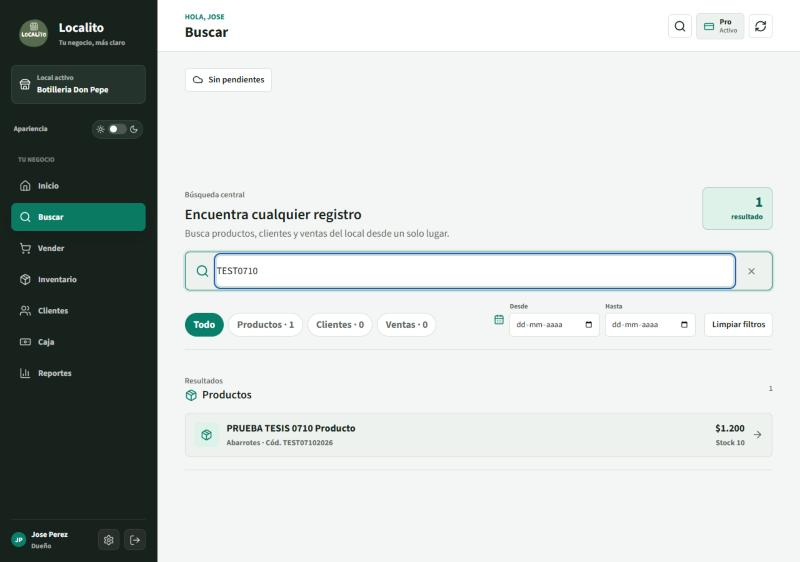 LOCALITO
Localito
Tu negocio, más claro
Local activo
Botilleria Don Pepe
Apariencia
TU NEGOCIO
Inicio
Buscar
Vender
Inventario
Clientes
Caja
Reportes
JP
Jose Perez
Dueño
HOLA, JOSE
Buscar
Pro
Activo
Sin pendientes
Búsqueda central
Encuentra cualquier registro
Busca productos, clientes y ventas del local desde un solo lugar.
1
resultado
TEST0710
Todo
Productos · 1
Clientes · 0
Ventas · 0
Desde
dd-mm-aaaa
Hasta
dd-mm-aaaa
Limpiar filtros
Resultados
Productos
1
PRUEBA TESIS 0710 Producto
Abarrotes · Cód. TEST07102026
$1.200
Stock 10